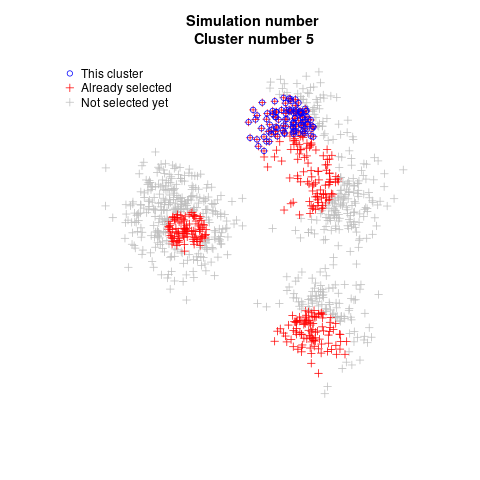 Simulation number
Cluster number 5
This cluster
Already selected
Not selected yet